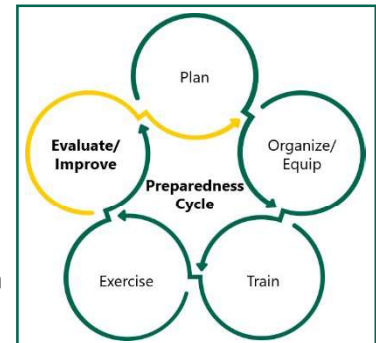 Plan
Evaluate/
Improve
Organize/
Equip
Preparedness
Cycle
Exercise
Train